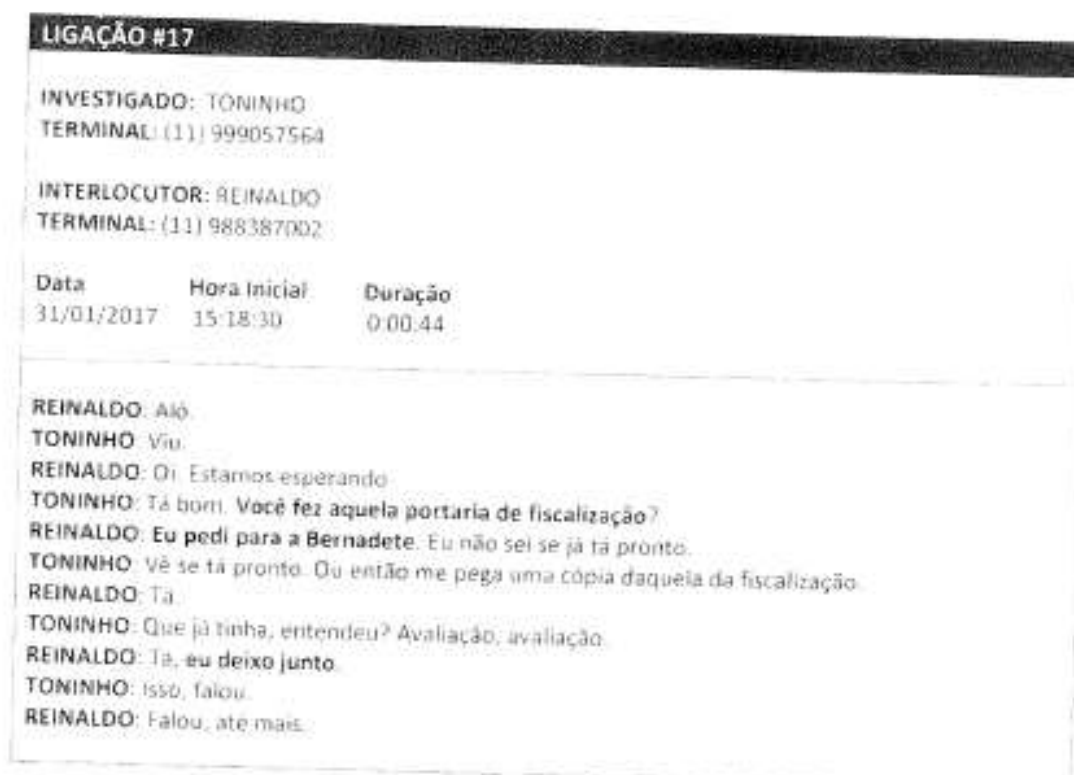 LIGAÇÃO #17
INVESTIGADO: TONINHO
TERMINAL: (11) 999057564
INTERLOCUTOR: REINALDO
TERMINAL: (11) 988387002
Data Hora Inicial Duração
31/01/2017 15:18:30 0:00:44
REINALDO: Alô.
TONINHO: Viu.
REINALDO: Oi. Estamos esperando.
TONINHO: Tá bom. Você fez aquela portaria de fiscalização?
REINALDO: Eu pedi para a Bernadete. Eu não sei se já tá pronto.
TONINHO: Vê se tá pronto. Ou então me pega uma cópia daquela da fiscalização.
REINALDO: Tá.
TONINHO: Que já tinha, entendeu? Avaliação, avaliação.
REINALDO: Tá, eu deixo junto.
TONINHO: Isso, falou.
REINALDO: Falou, até mais.